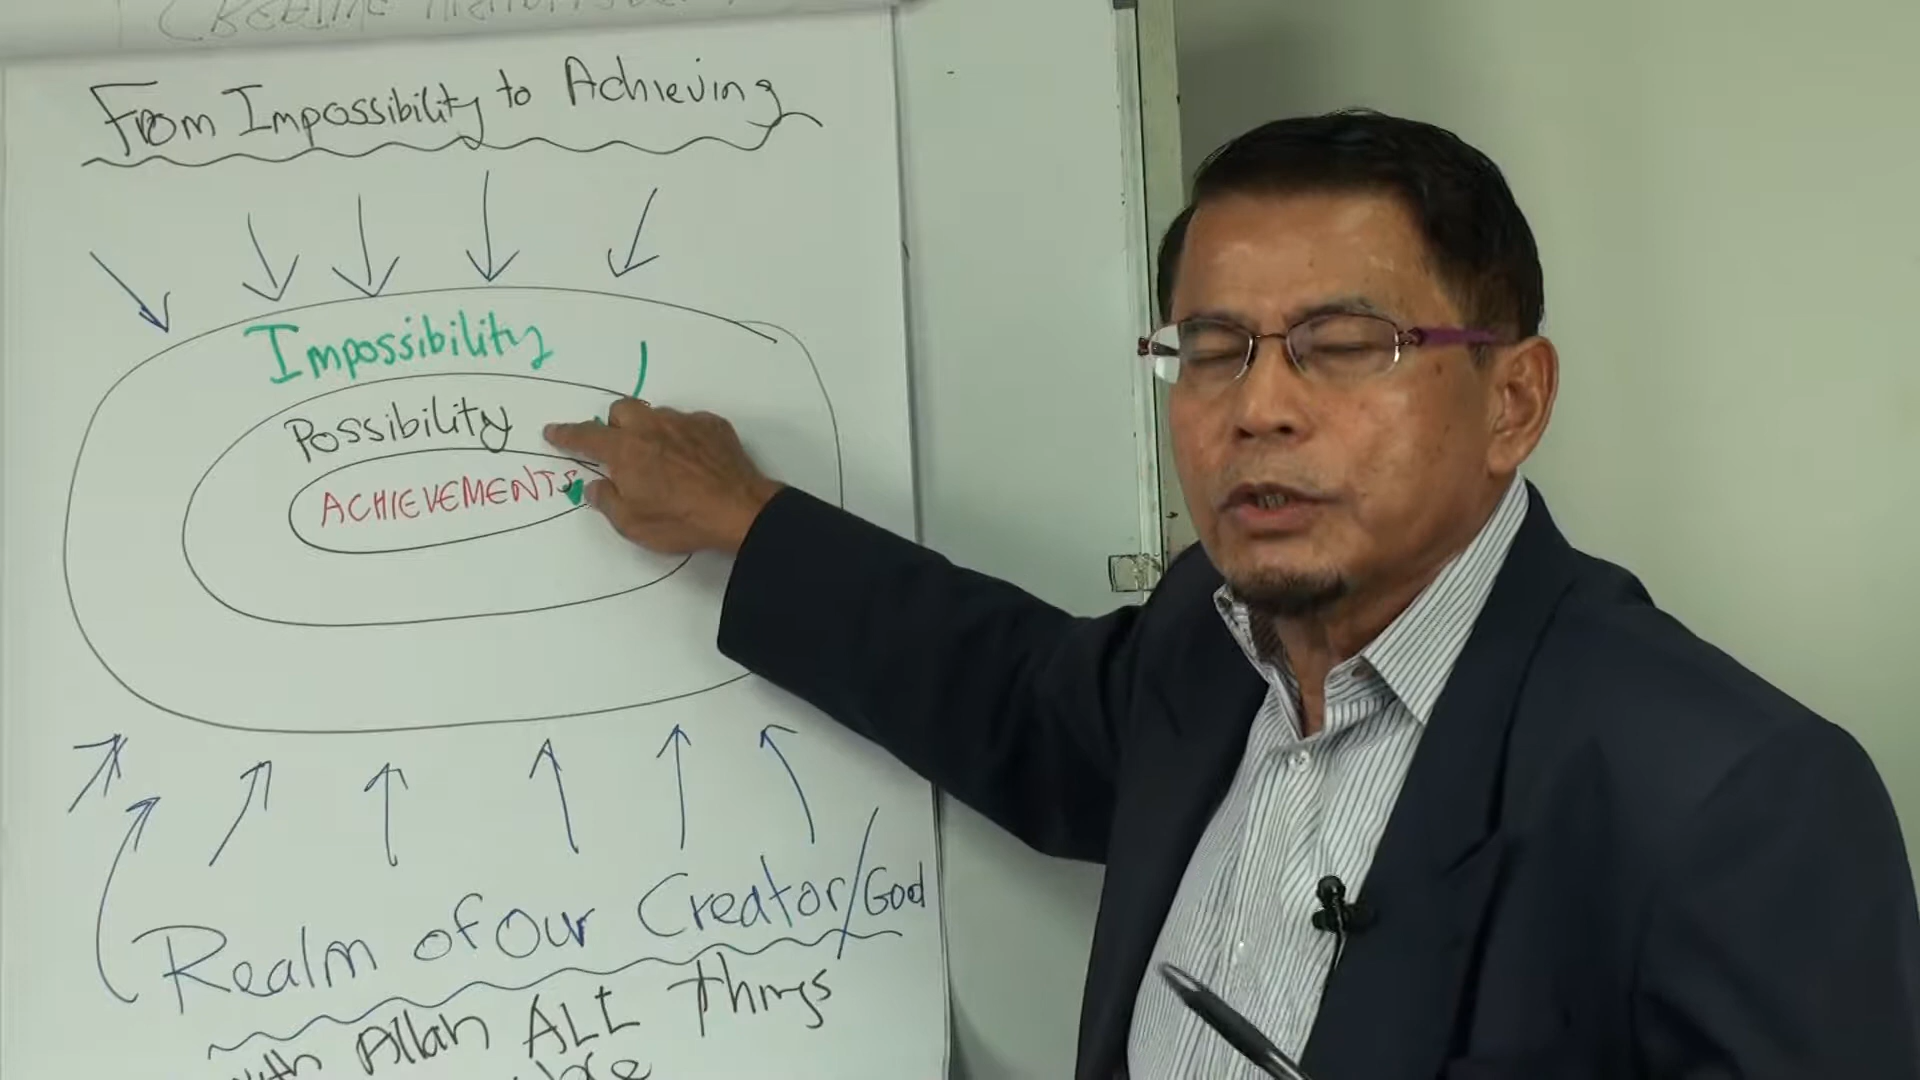 From Impossibility to Achieving
Impossibility
Possibility
ACHIEVEMENTS
Realm of Our Creator/God
with Allah ALL Things